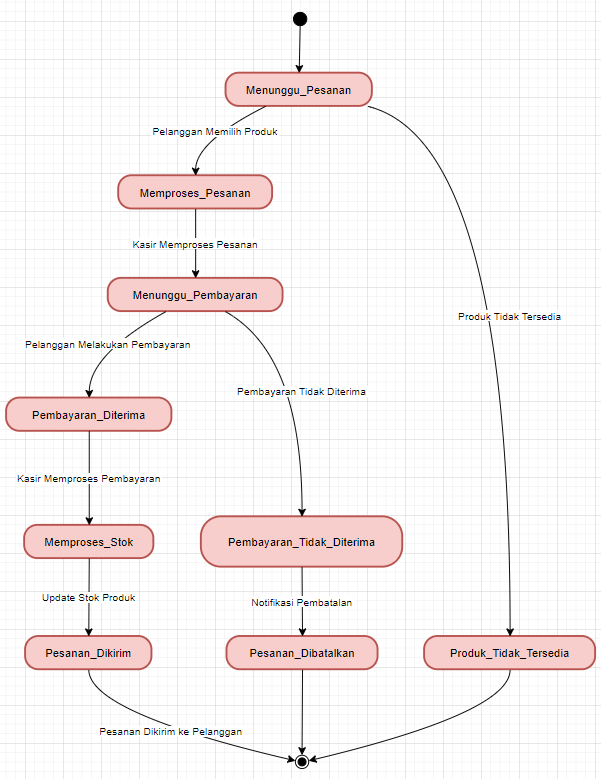 Menunggu_Pesanan
Pelanggan Memilih Produk
Memproses_Pesanan
Kasir Memproses Pesanan
Menunggu_Pembayaran
Produk Tidak Tersedia
Pelanggan Melakukan Pembayaran
Pembayaran Tidak Diterima
Pembayaran_Diterima
Kasir Memproses Pembayaran
Memproses_Stok
Pembayaran_Tidak_Diterima
Update Stok Produk
Notifikasi Pembatalan
Pesanan_Dikirim
Pesanan_Dibatalkan
Produk_Tidak_Tersedia
Pesanan Dikirim ke Pelanggan